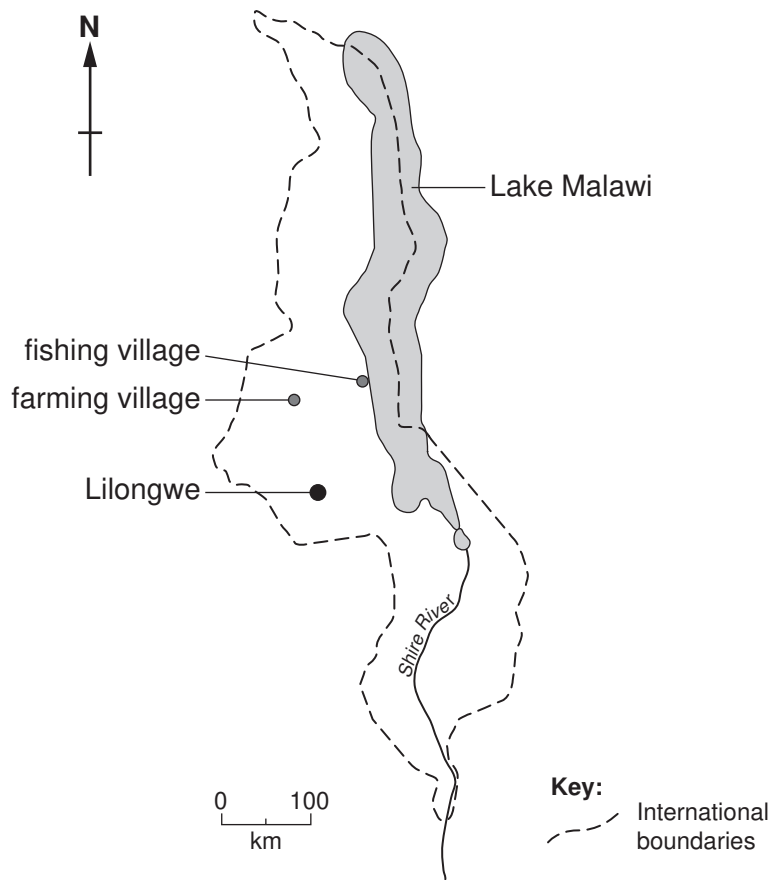 N
Lake Malawi
fishing village
farming village
Lilongwe
Shire River
0 100
km
Key:
International
boundaries